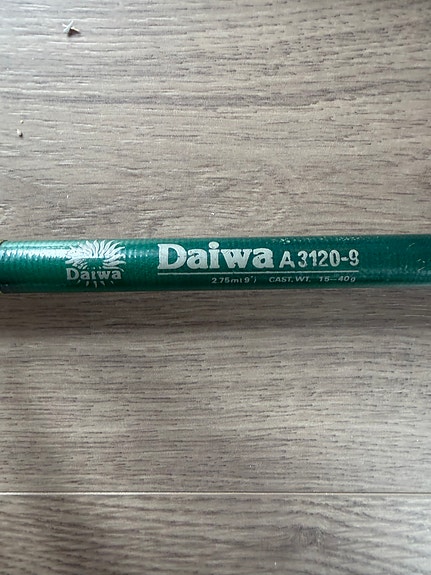 Daiwa
Daiwa A 3120-9
2.75m(9') CAST. WT. 15—40g